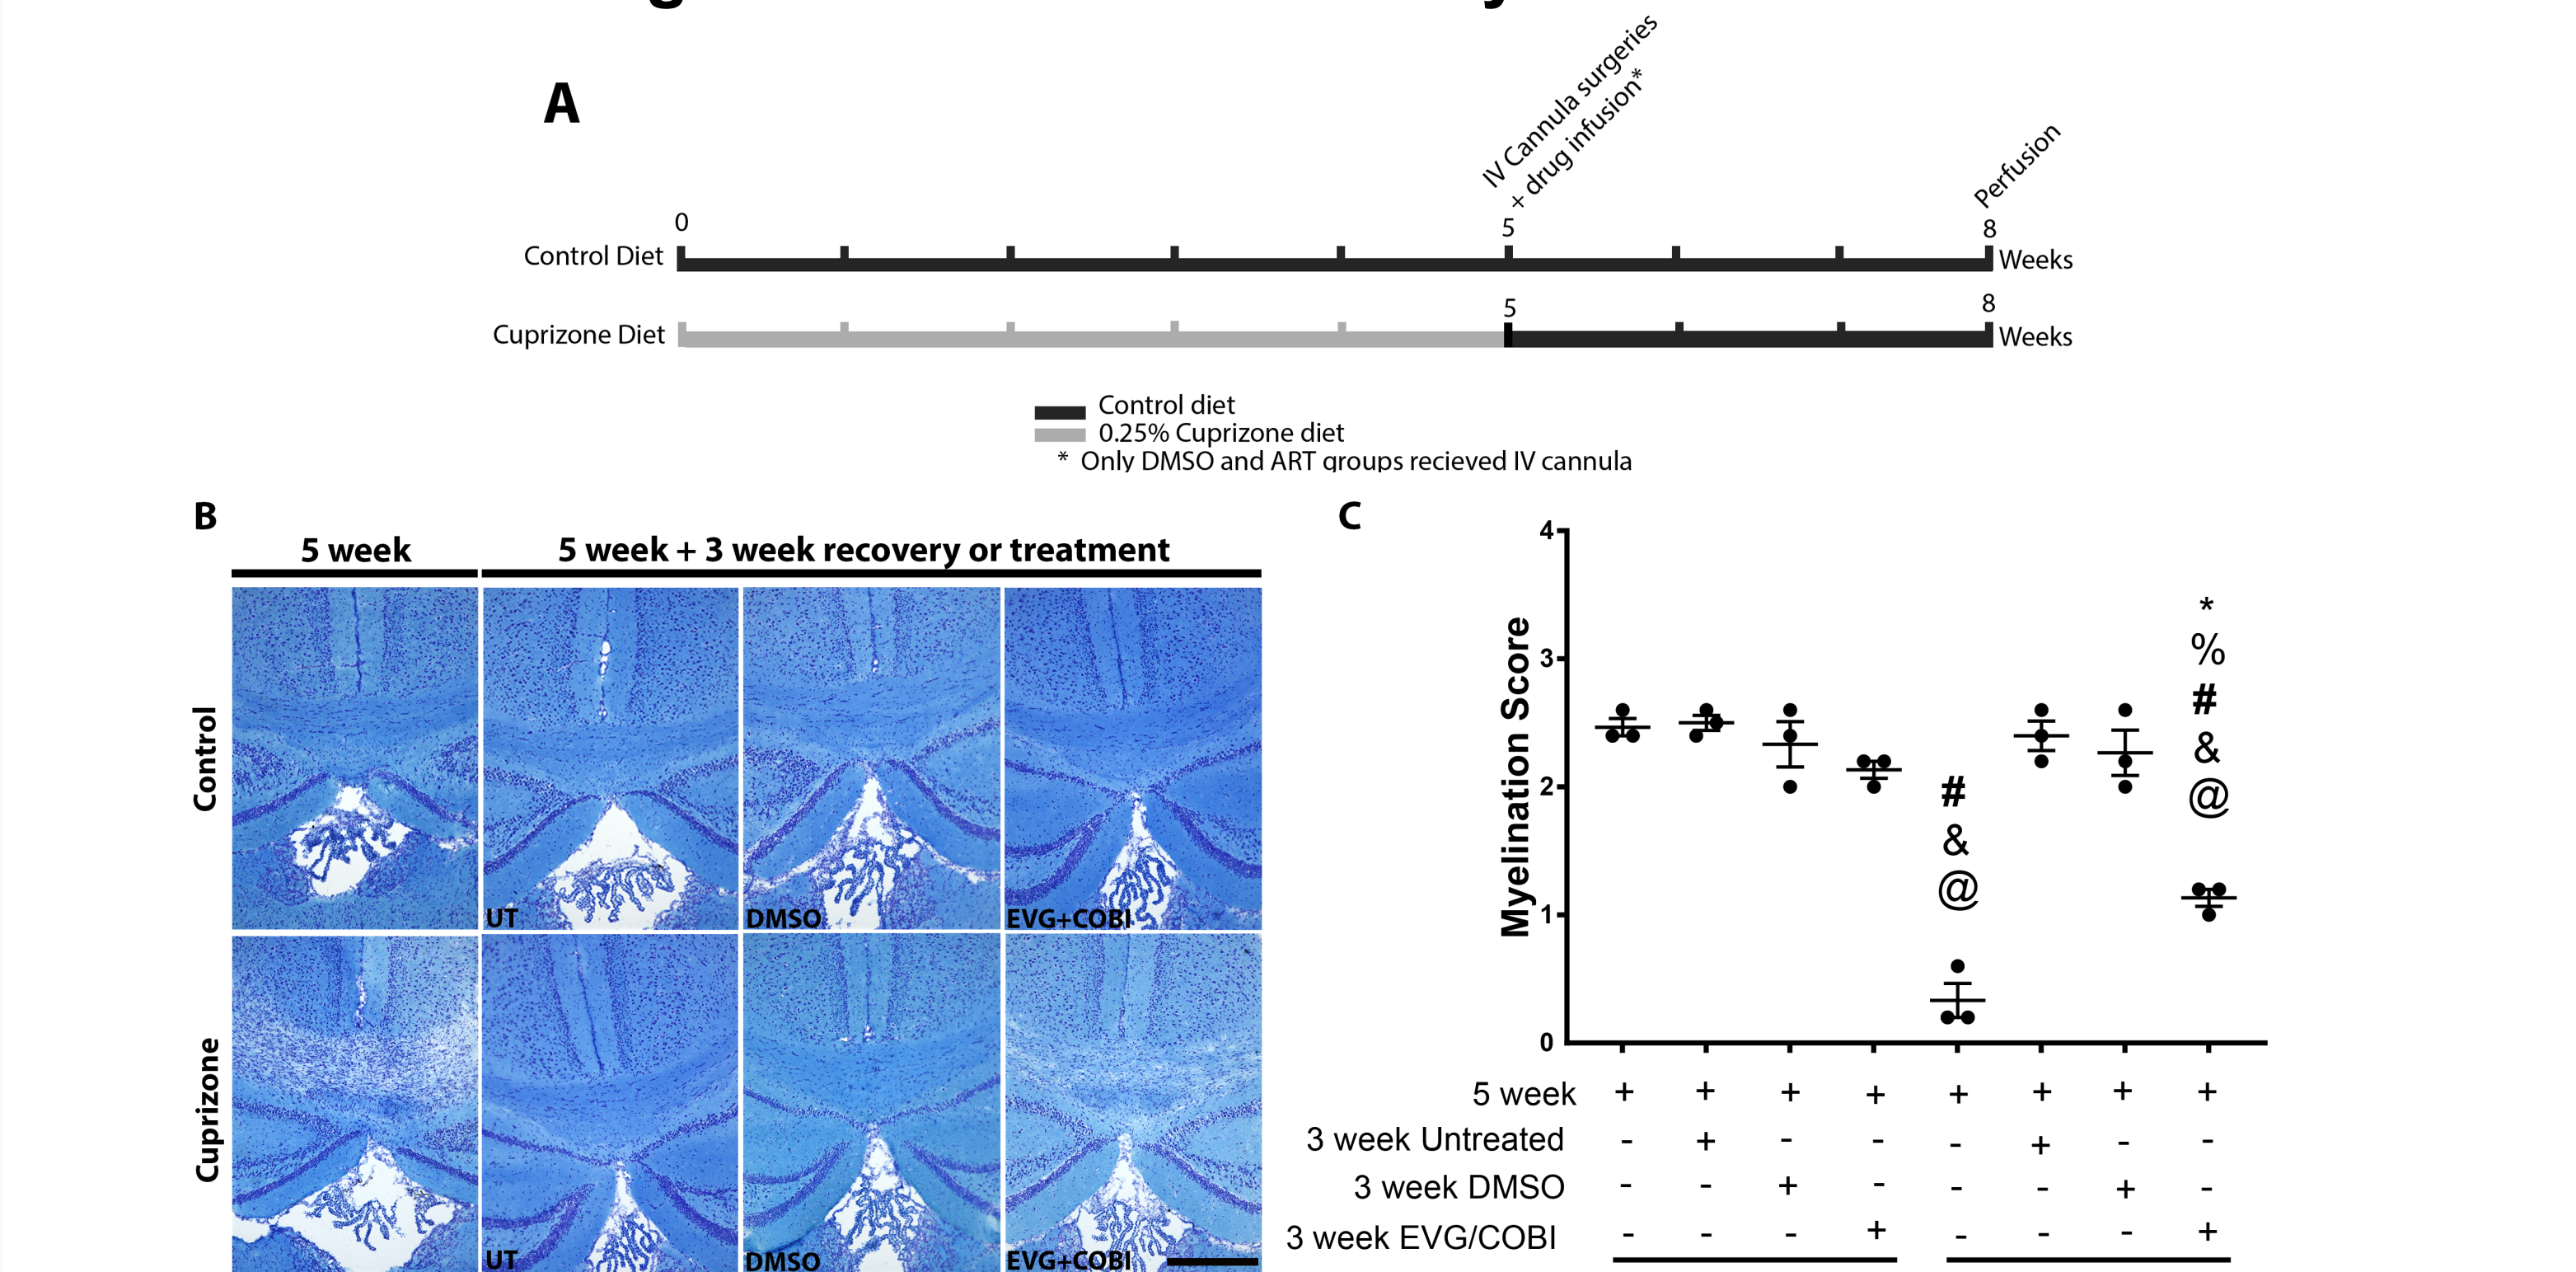 A
IV Cannula surgeries
+ drug infusion*
Perfusion
0
5
8
Control Diet
Weeks
5
8
Cuprizone Diet
Weeks
Control diet
0.25% Cuprizone diet
* Only DMSO and ART groups recieved IV cannula
B
5 week
5 week + 3 week recovery or treatment
Control
UT
DMSO
EVG+COBI
Cuprizone
UT
DMSO
EVG+COBI
C
Myelination Score
4
3
2
1
0
#
&
@
*
%
#
&
@
5 week + + + + + + + +
3 week Untreated - + - - - + - -
3 week DMSO - - + - - - + -
3 week EVG/COBI - - - + - - - +